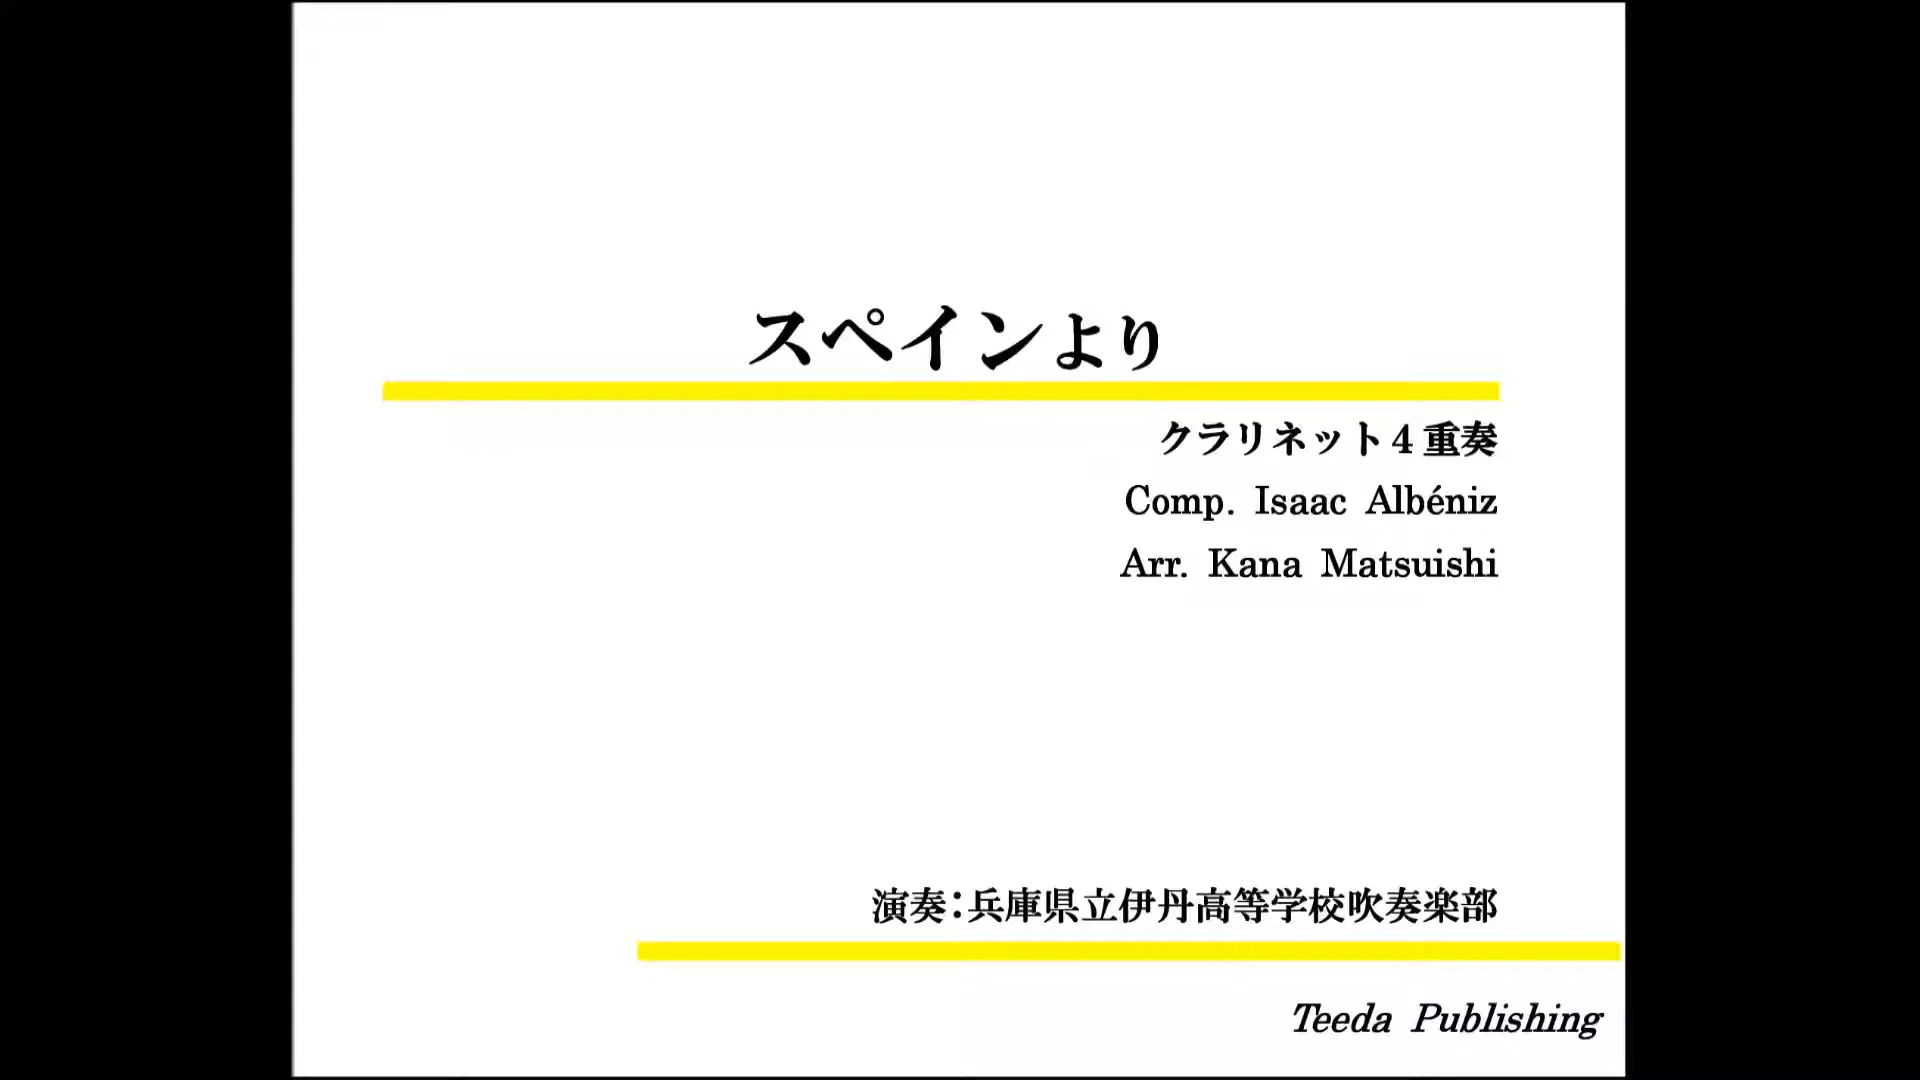 スペインより
クラリネット4重奏
Comp. Isaac Albéniz
Arr. Kana Matsuishi
演奏:兵庫県立伊丹高等学校吹奏楽部
Teeda Publishing